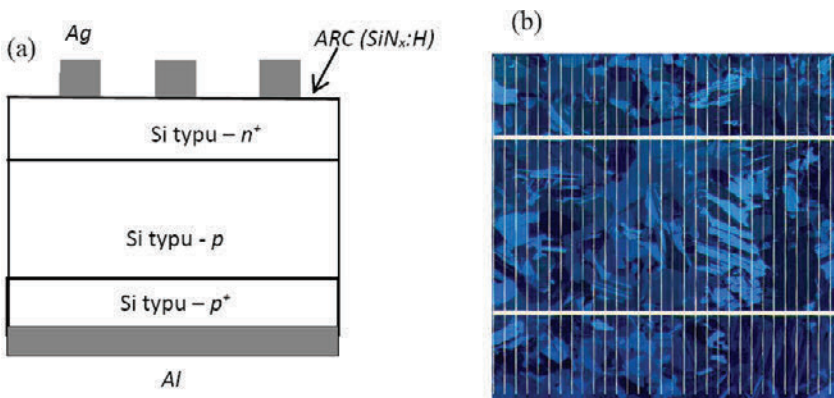 (a)
Ag
ARC (SiNₓ:H)
Si typu – n⁺
Si typu - p
Si typu – p⁺
Al
(b)